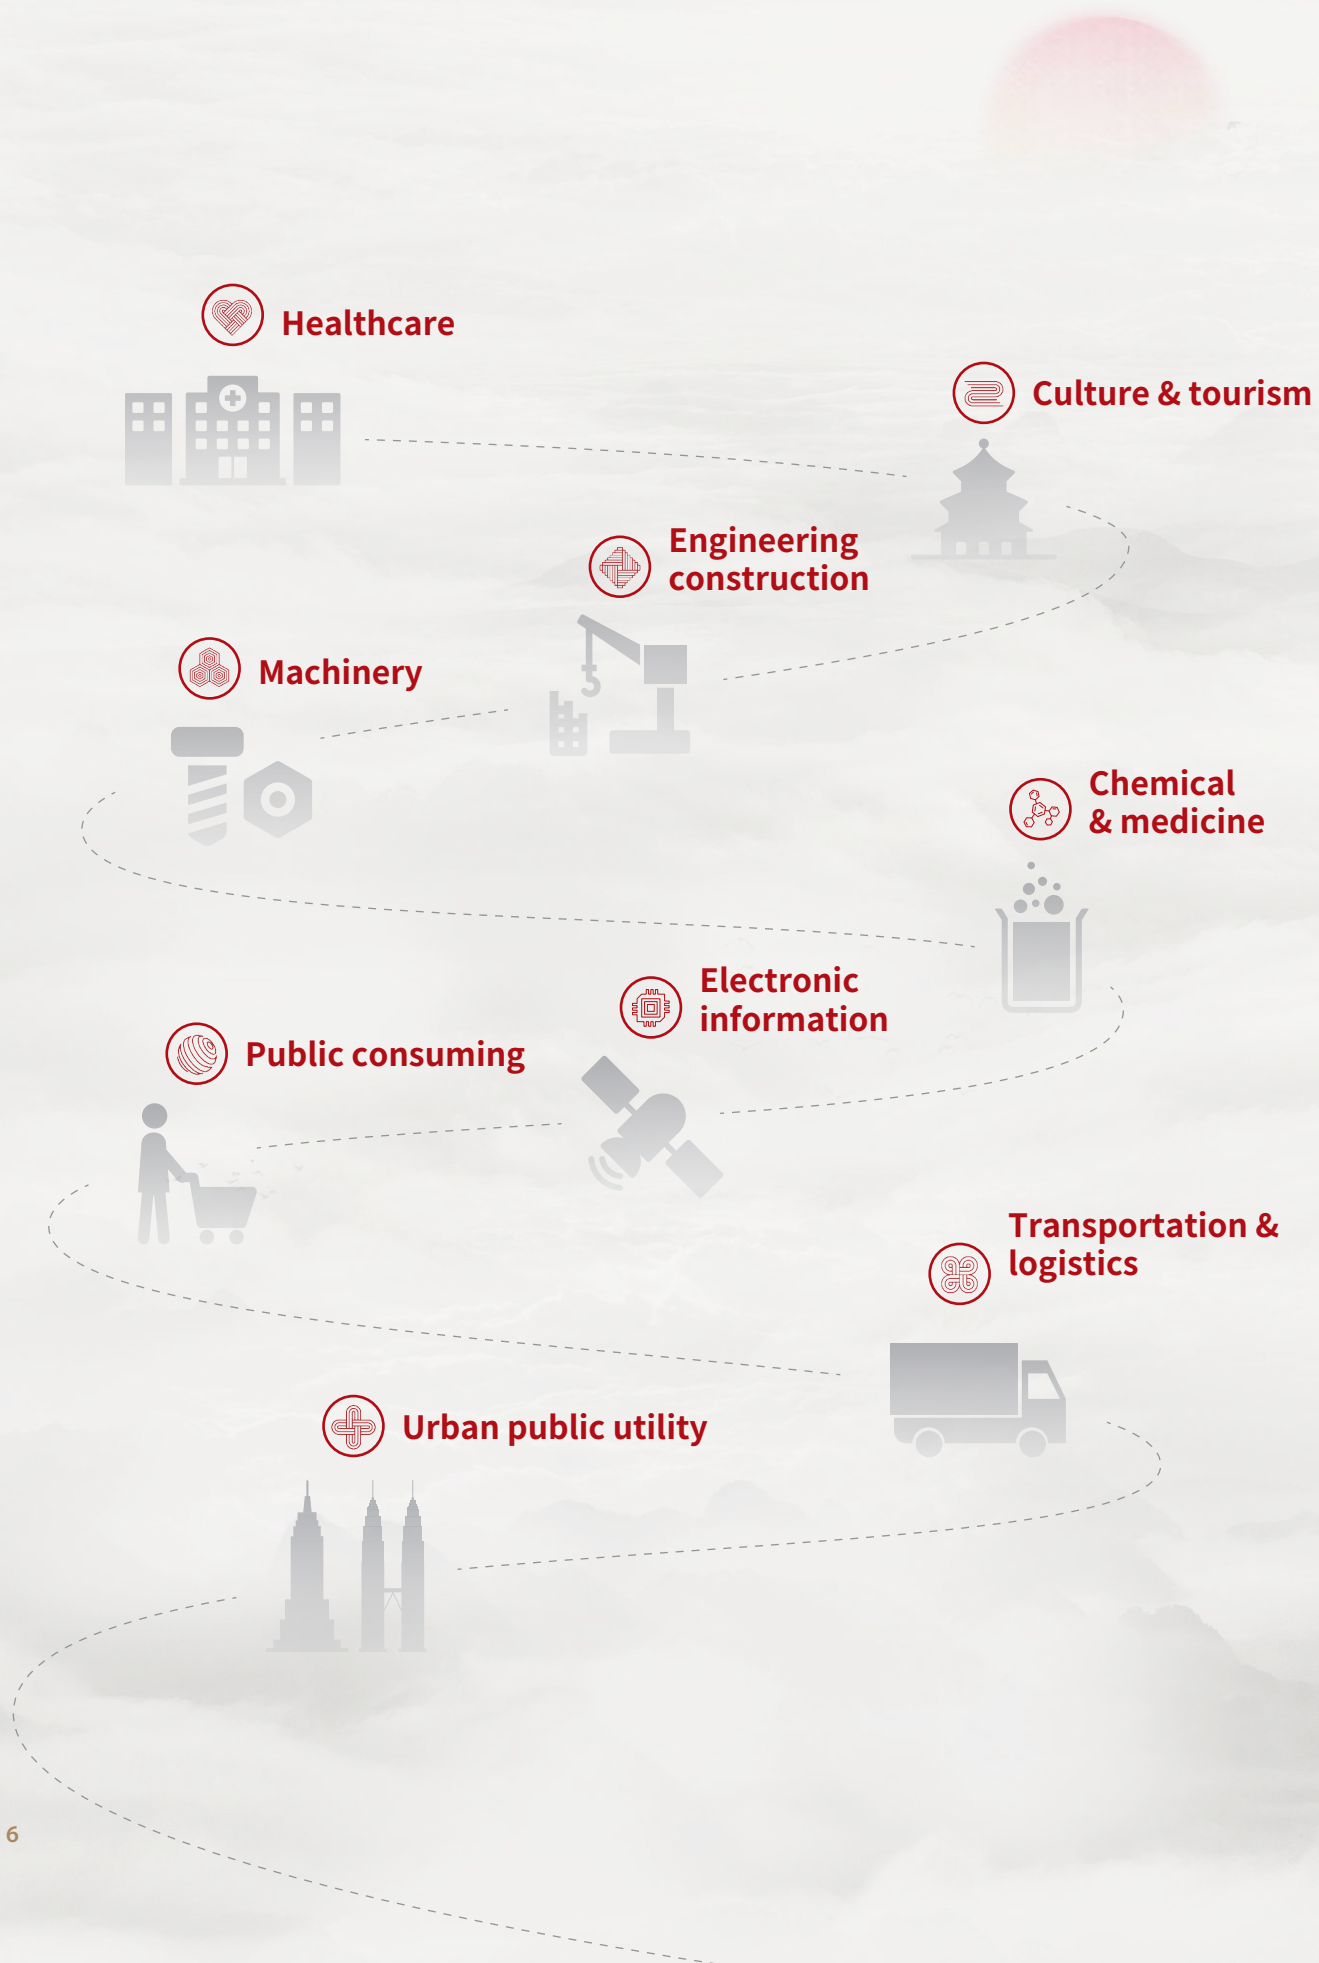 Healthcare
Culture & tourism
Engineering
construction
Machinery
Chemical
& medicine
Electronic
information
Public consuming
Transportation &
logistics
Urban public utility
6